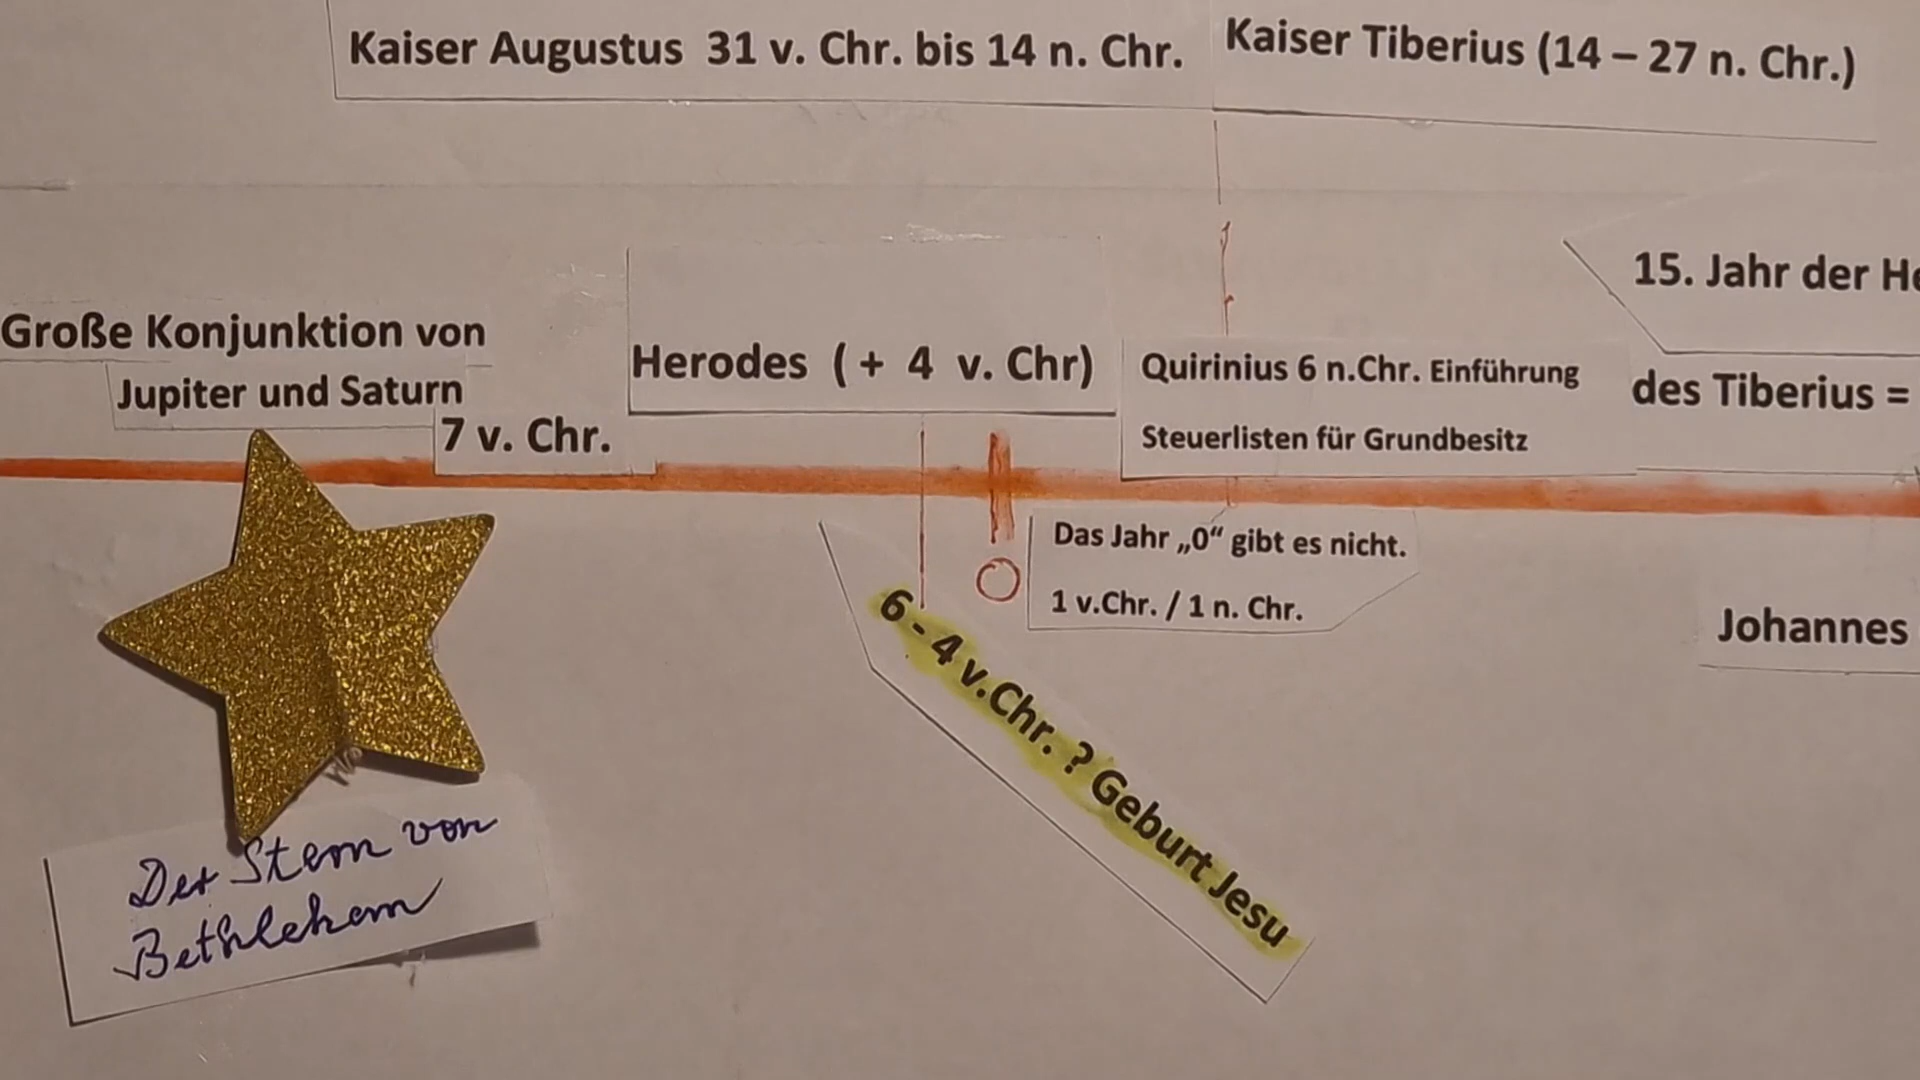 Kaiser Augustus 31 v. Chr. bis 14 n. Chr.
Kaiser Tiberius (14 – 27 n. Chr.)
Große Konjunktion von
Jupiter und Saturn
7 v. Chr.
Herodes ( + 4 v. Chr)
Quirinius 6 n.Chr. Einführung
Steuerlisten für Grundbesitz
15. Jahr der
des Tiberius =
Das Jahr „0“ gibt es nicht.
1 v.Chr. / 1 n. Chr.
6 - 4 v.Chr. ? Geburt Jesu
Johannes
Der Stern von
Bethlehem